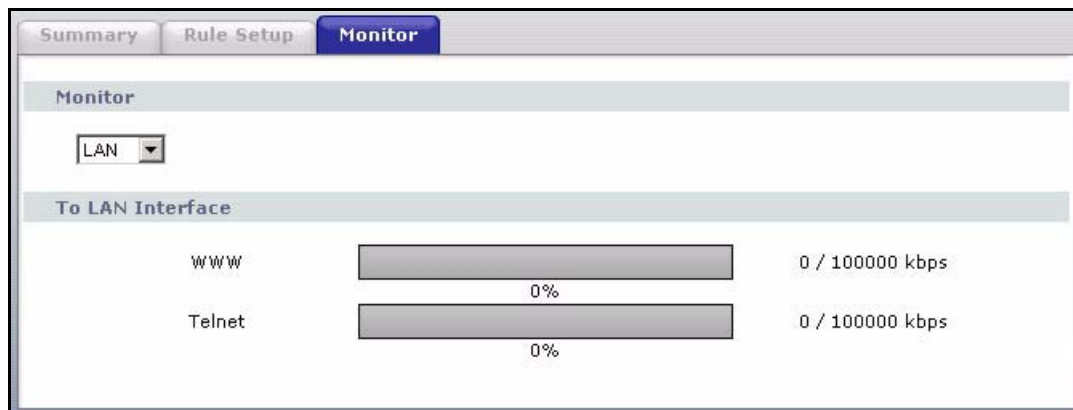 Summary Rule Setup Monitor
Monitor
LAN
To LAN Interface
WWW 0 / 100000 kbps
0%
Telnet 0 / 100000 kbps
0%